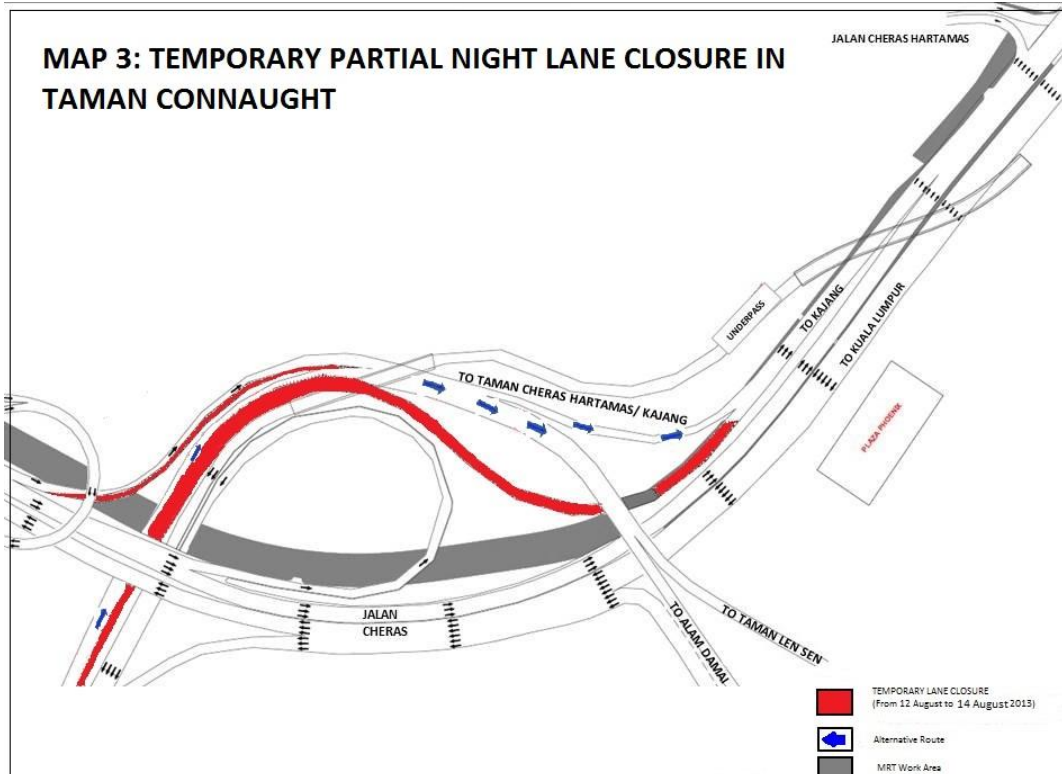 MAP 3: TEMPORARY PARTIAL NIGHT LANE CLOSURE IN
TAMAN CONNAUGHT
JALAN CHERAS HARTAMAS
UNDERPASS
TO KAJANG
TO KUALA LUMPUR
PLAZA PHOENIX
TO TAMAN CHERAS HARTAMAS/ KAJANG
JALAN
CHERAS
TO ALAM DAMAI
TO TAMAN LEN SEN
TEMPORARY LANE CLOSURE
(From 12 August to 14 August 2013)
Alternative Route
MRT Work Area